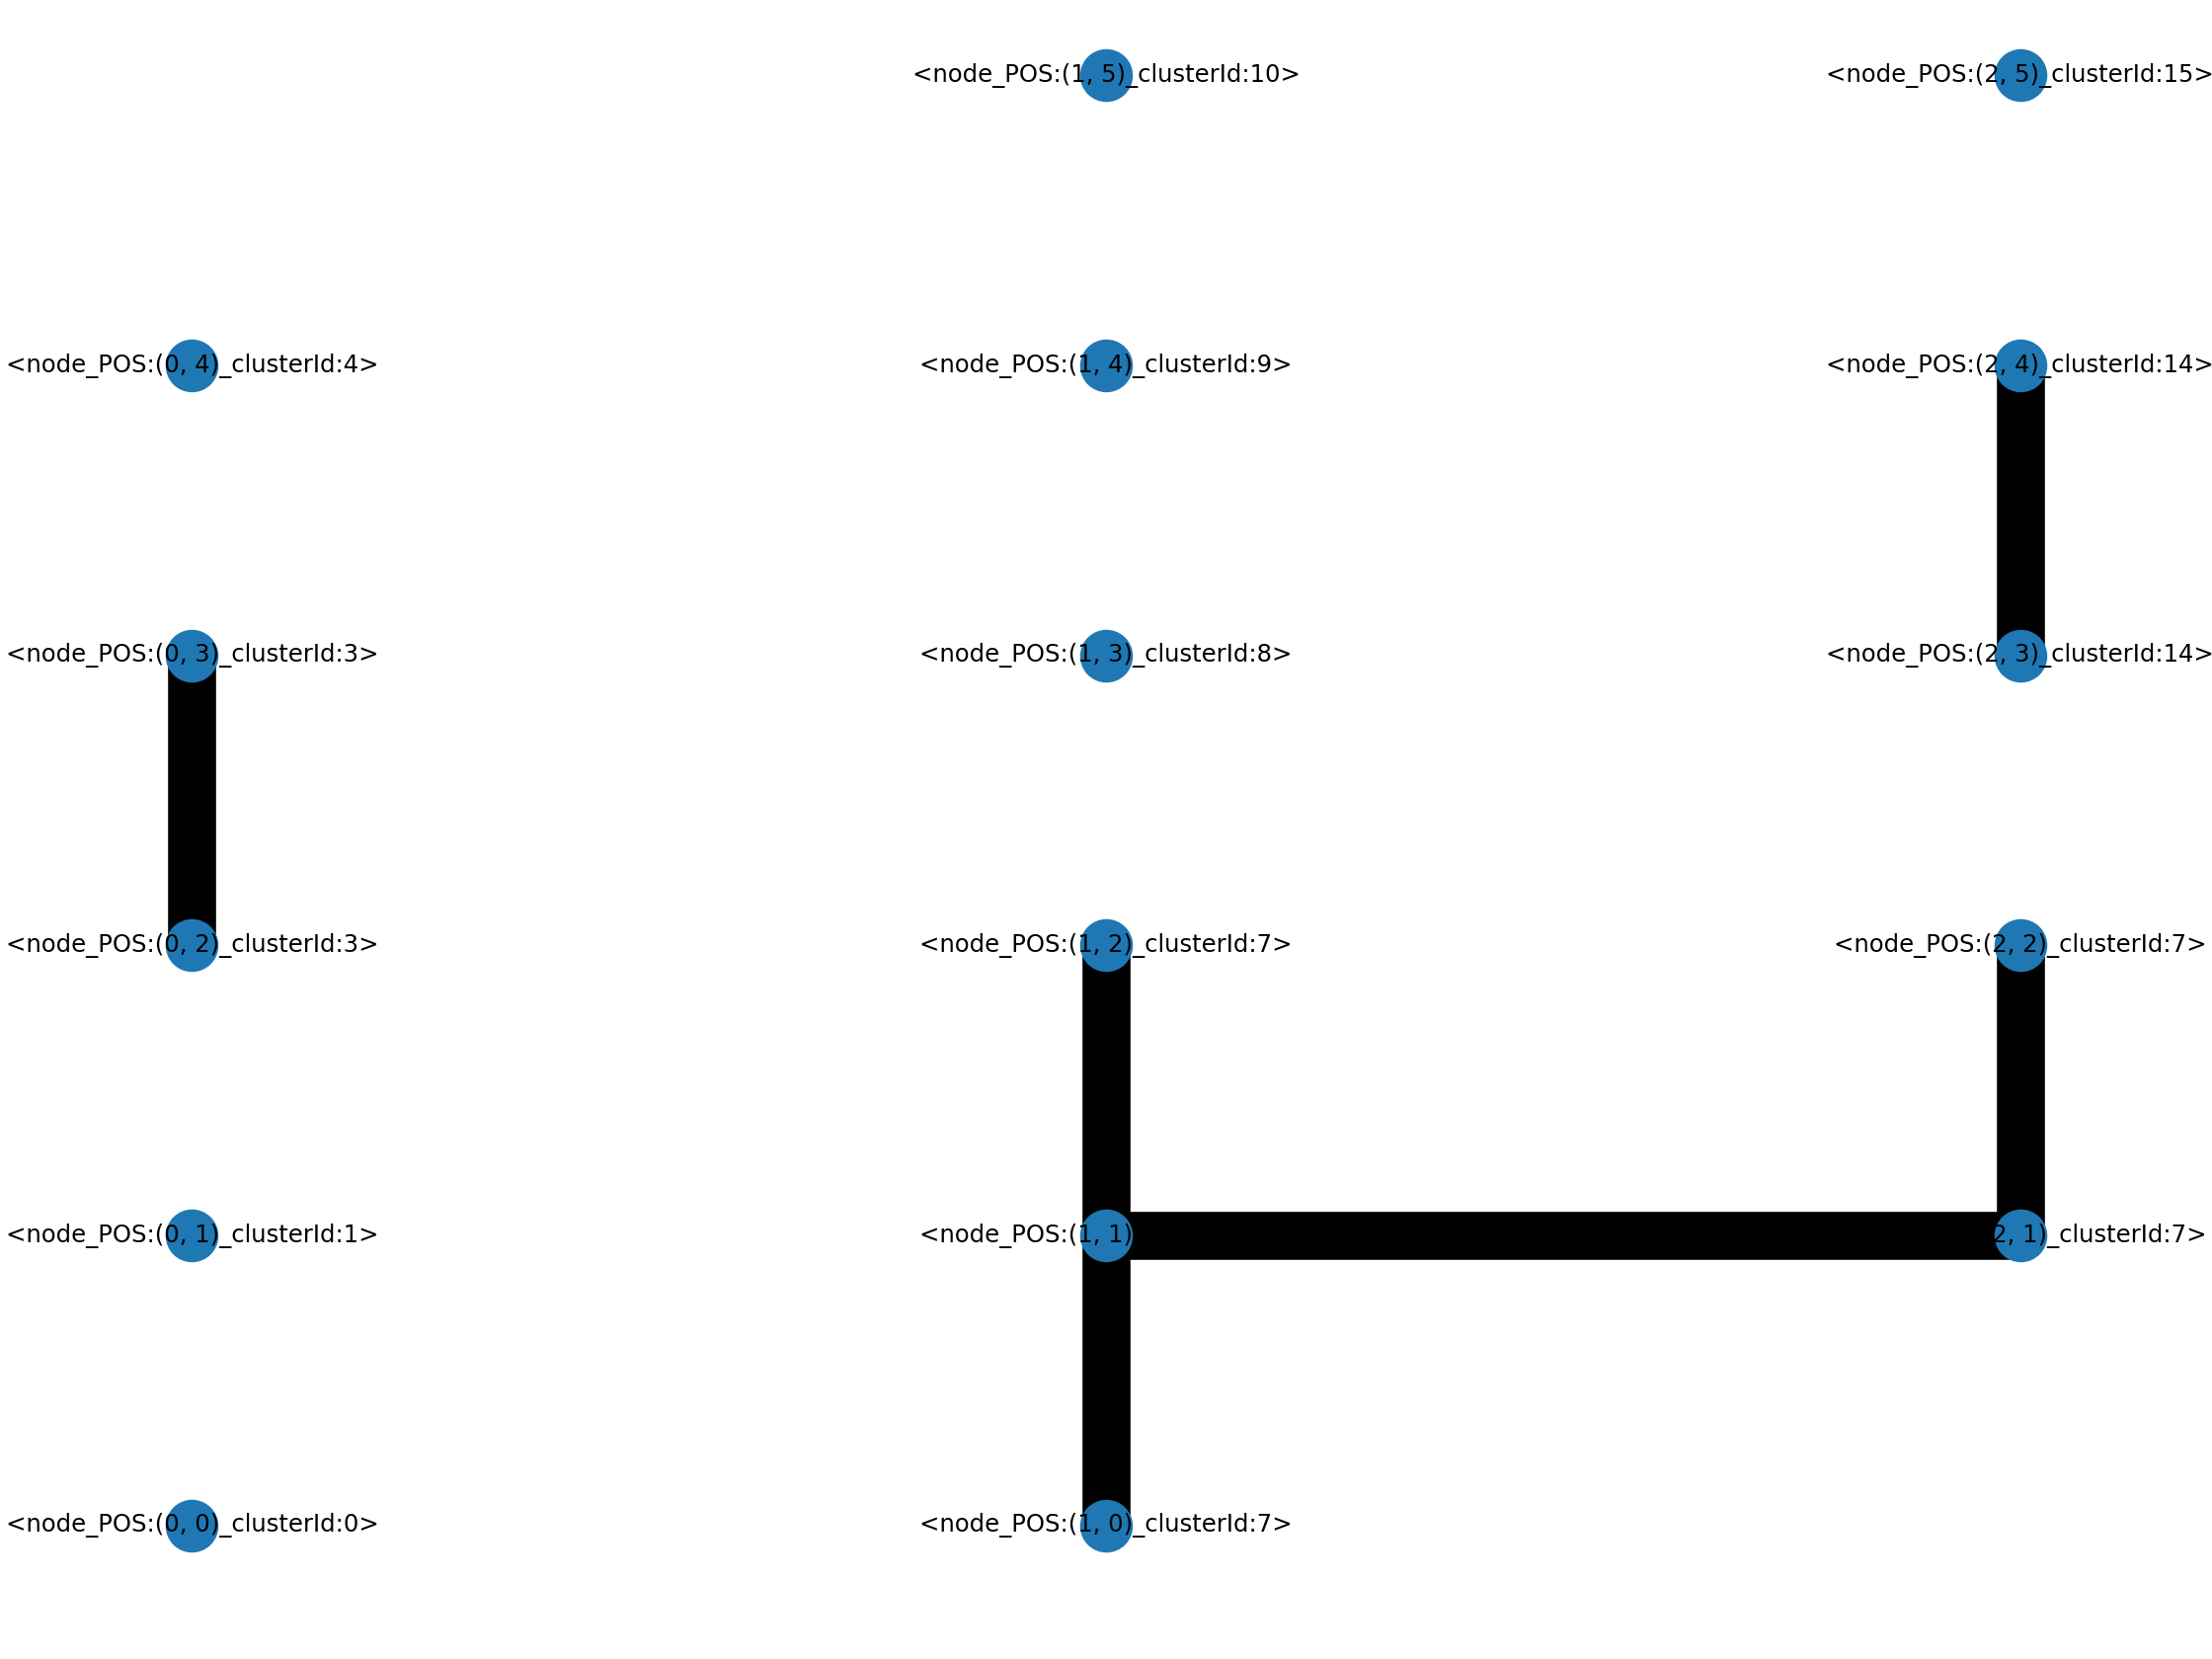 <node_POS:(1, 5)_clusterId:10>
<node_POS:(2, 5)_clusterId:15>
<node_POS:(0, 4)_clusterId:4>
<node_POS:(1, 4)_clusterId:9>
<node_POS:(2, 4)_clusterId:14>
<node_POS:(0, 3)_clusterId:3>
<node_POS:(1, 3)_clusterId:8>
<node_POS:(2, 3)_clusterId:14>
<node_POS:(0, 2)_clusterId:3>
<node_POS:(1, 2)_clusterId:7>
<node_POS:(2, 2)_clusterId:7>
<node_POS:(0, 1)_clusterId:1>
<node_POS:(1, 1)
2, 1)_clusterId:7>
<node_POS:(0, 0)_clusterId:0>
<node_POS:(1, 0)_clusterId:7>